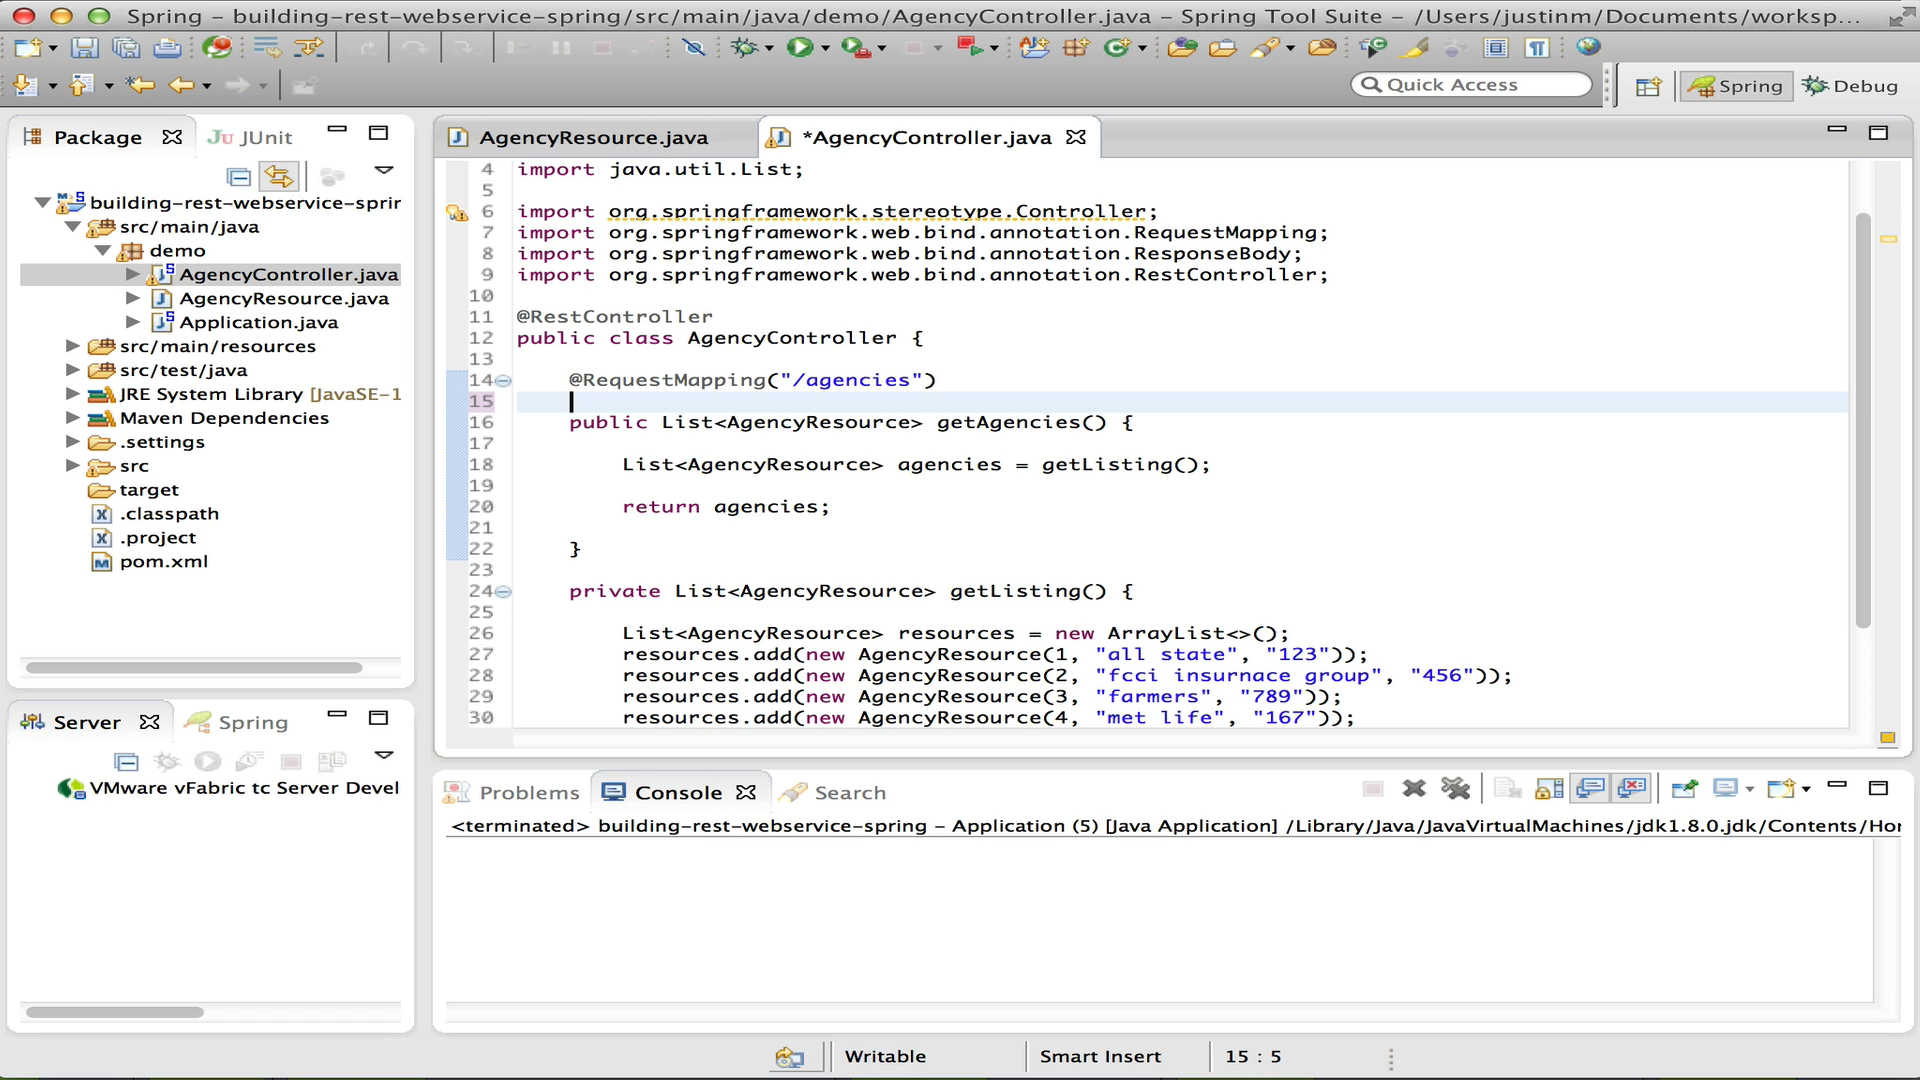 Spring – building-rest-webservice-spring/src/main/java/demo/AgencyController.java – Spring Tool Suite – /Users/justinm/Documents/worksp...
Quick Access
Spring
Debug
Package
JUnit
building-rest-webservice-sprir
src/main/java
demo
AgencyController.java
AgencyResource.java
Application.java
src/main/resources
src/test/java
JRE System Library [JavaSE-1
Maven Dependencies
.settings
src
target
.classpath
.project
pom.xml
Server
Spring
VMware vFabric tc Server Devel
AgencyResource.java
*AgencyController.java
4 import java.util.List;
5
6 import org.springframework.stereotype.Controller;
7 import org.springframework.web.bind.annotation.RequestMapping;
8 import org.springframework.web.bind.annotation.ResponseBody;
9 import org.springframework.web.bind.annotation.RestController;
10
11 @RestController
12 public class AgencyController {
13
14 @RequestMapping("/agencies")
15
16 public List<AgencyResource> getAgencies() {
17
18 List<AgencyResource> agencies = getListing();
19
20 return agencies;
21
22 }
23
24 private List<AgencyResource> getListing() {
25
26 List<AgencyResource> resources = new ArrayList<>();
27 resources.add(new AgencyResource(1, "all state", "123"));
28 resources.add(new AgencyResource(2, "fcci insurnace group", "456"));
29 resources.add(new AgencyResource(3, "farmers", "789"));
30 resources.add(new AgencyResource(4, "met life", "167"));
Problems
Console
Search
<terminated> building-rest-webservice-spring – Application (5) [Java Application] /Library/Java/JavaVirtualMachines/jdk1.8.0.jdk/Contents/Hor
Writable
Smart Insert
15 : 5